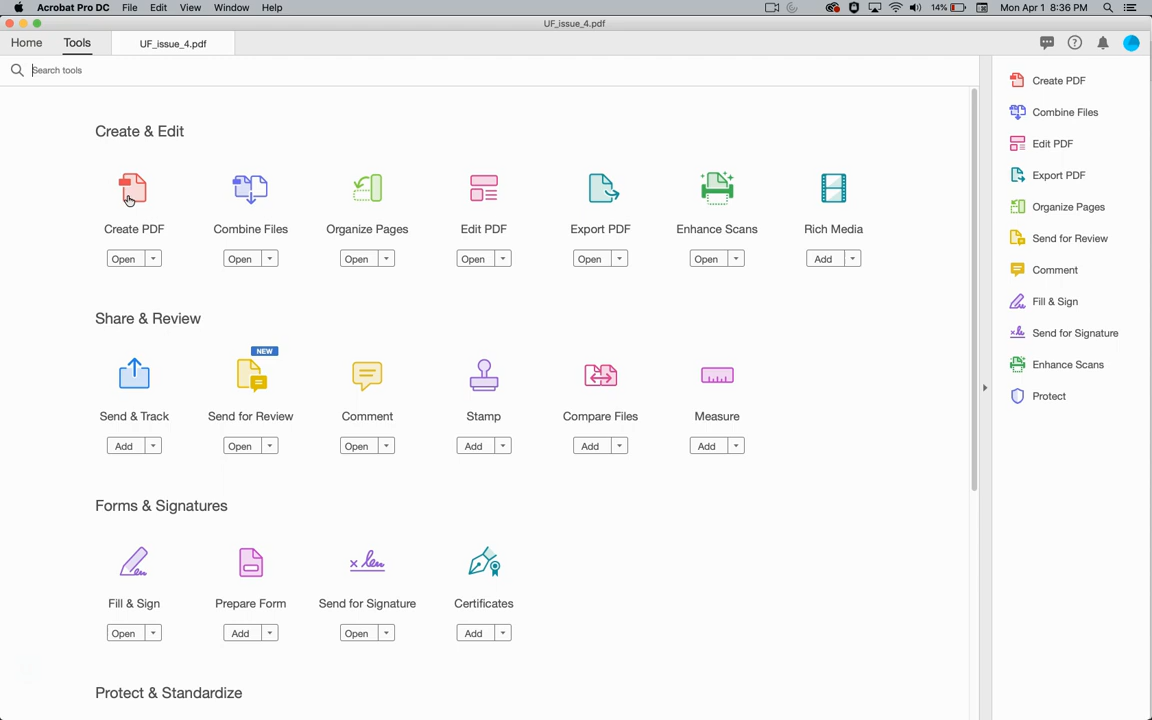 Acrobat Pro DC File Edit View Window Help 14% Mon Apr 1 8:36 PM
UF_issue_4.pdf
Home Tools UF_issue_4.pdf
Search tools
Create & Edit
Create PDF Combine Files Organize Pages Edit PDF Export PDF Enhance Scans Rich Media
Open Open Open Open Open Open Add
Share & Review
NEW
Send & Track Send for Review Comment Stamp Compare Files Measure
Add Open Open Add Add Add
Forms & Signatures
Fill & Sign Prepare Form Send for Signature Certificates
Open Add Open Add
Protect & Standardize
Create PDF
Combine Files
Edit PDF
Export PDF
Organize Pages
Send for Review
Comment
Fill & Sign
Send for Signature
Enhance Scans
Protect